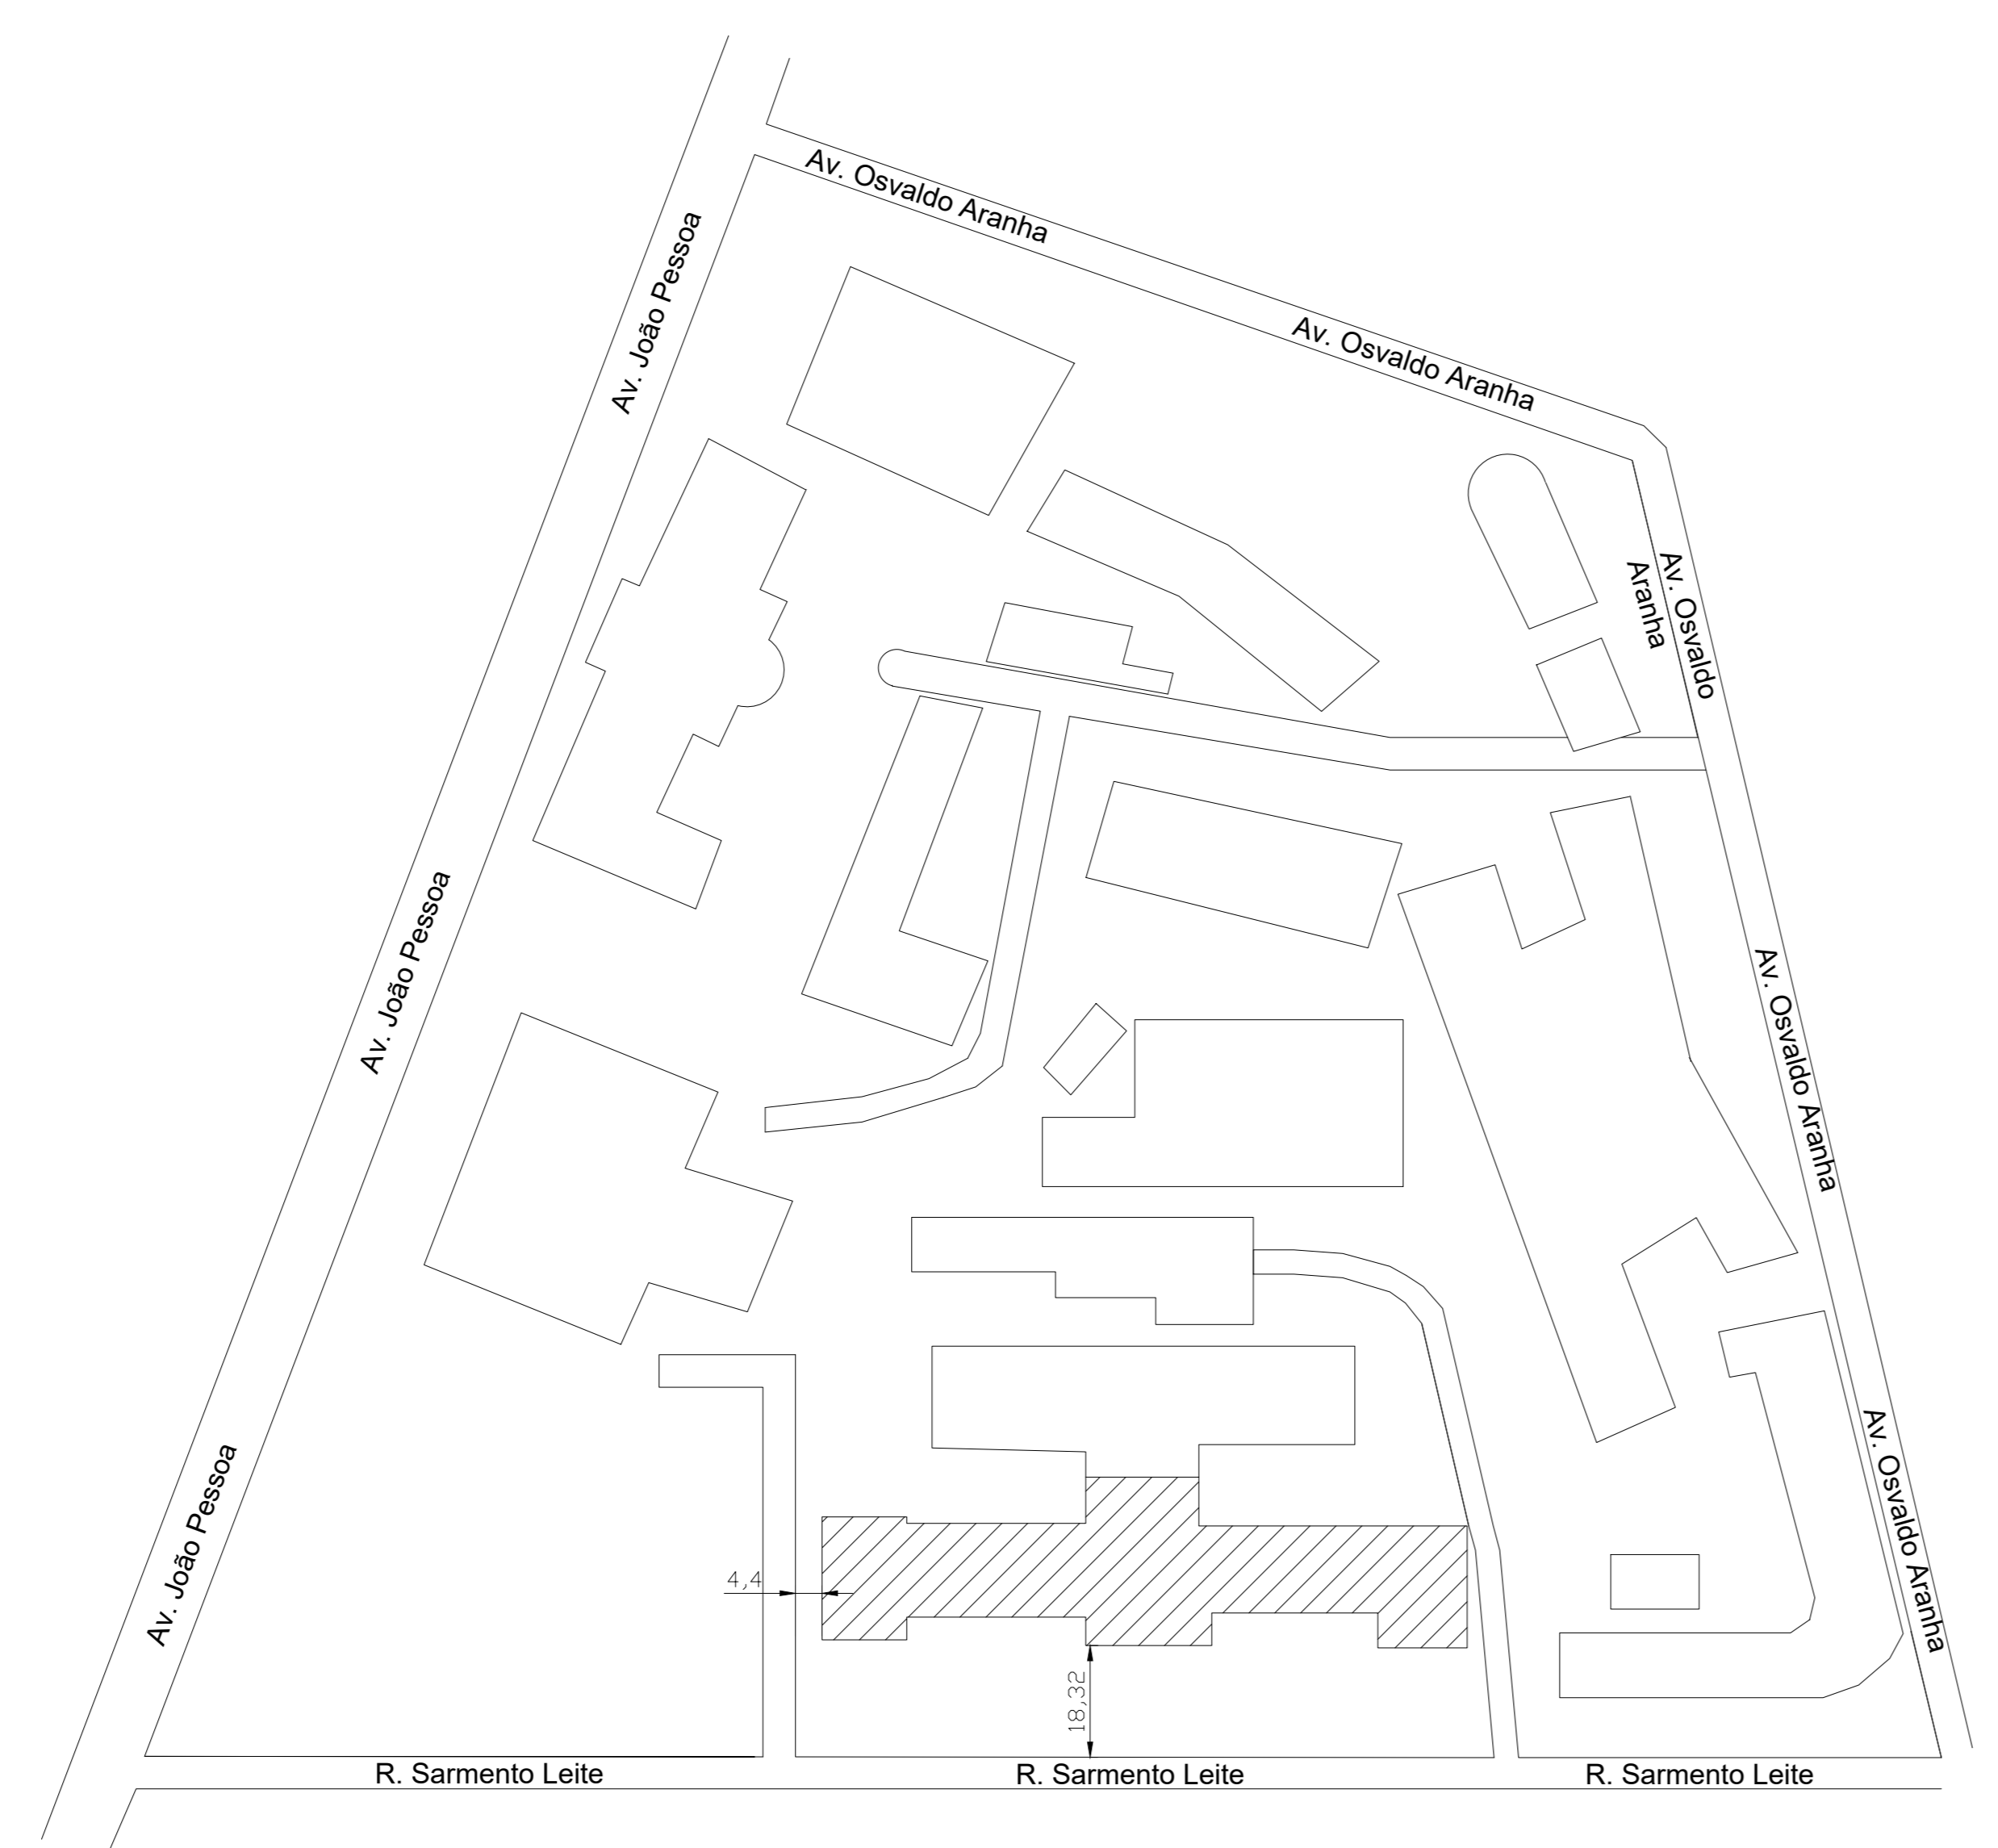 Av. Osvaldo Aranha
Av. João Pessoa
Av. Osvaldo Aranha
Av. Osvaldo
Aranha
Av. João Pessoa
Av. Osvaldo Aranha
Av. João Pessoa
Av. Osvaldo Aranha
4,4
18,32
R. Sarmento Leite
R. Sarmento Leite
R. Sarmento Leite